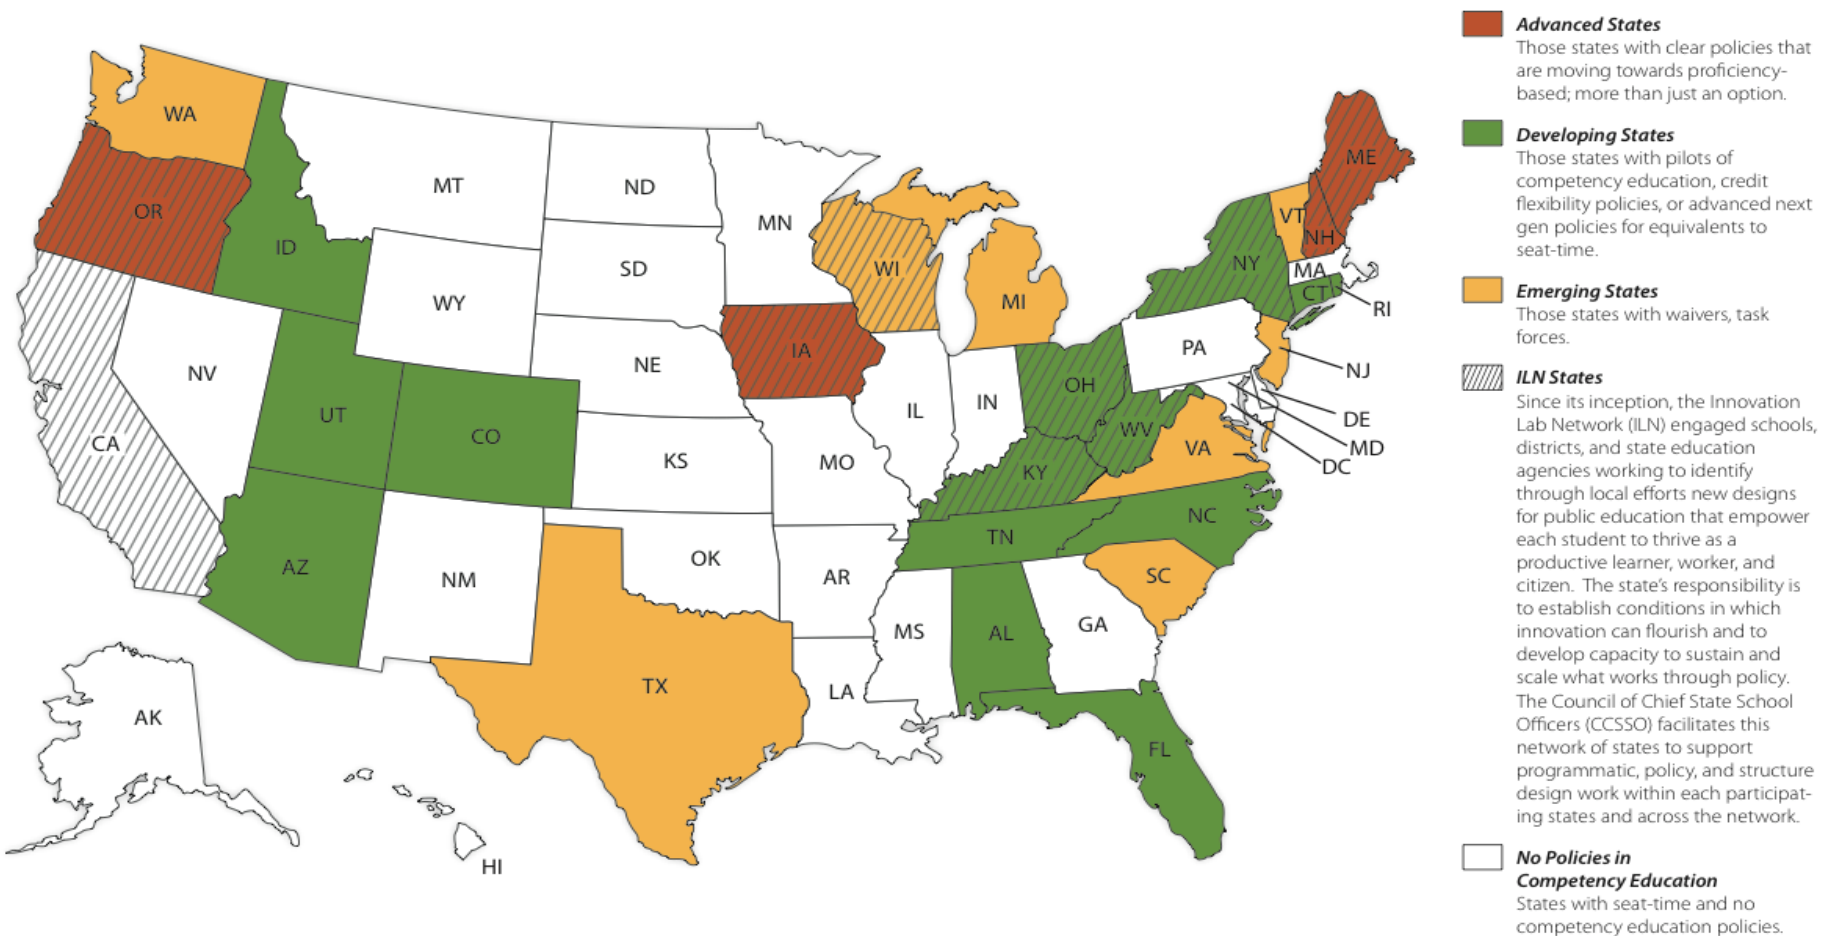 WA
OR
CA
ID
NV
UT
AZ
MT
WY
CO
NM
ND
SD
NE
KS
OK
TX
MN
IA
MO
AR
LA
WI
IL
MS
MI
IN
OH
KY
TN
AL
GA
FL
SC
NC
VA
WV
PA
NY
VT
NH
ME
MA
CT
RI
NJ
DE
MD
DC
AK
HI
Advanced States
Those states with clear policies that
are moving towards proficiency-
based; more than just an option.
Developing States
Those states with pilots of
competency education, credit
flexibility policies, or advanced next
gen policies for equivalents to
seat-time.
Emerging States
Those states with waivers, task
forces.
ILN States
Since its inception, the Innovation
Lab Network (ILN) engaged schools,
districts, and state education
agencies working to identify
through local efforts new designs
for public education that empower
each student to thrive as a
productive learner, worker, and
citizen.  The state's responsibility is
to establish conditions in which
innovation can flourish and to
develop capacity to sustain and
scale what works through policy.
The Council of Chief State School
Officers (CCSSO) facilitates this
network of states to support
programmatic, policy, and structure
design work within each participat-
ing states and across the network.
No Policies in
Competency Education
States with seat-time and no
competency education policies.